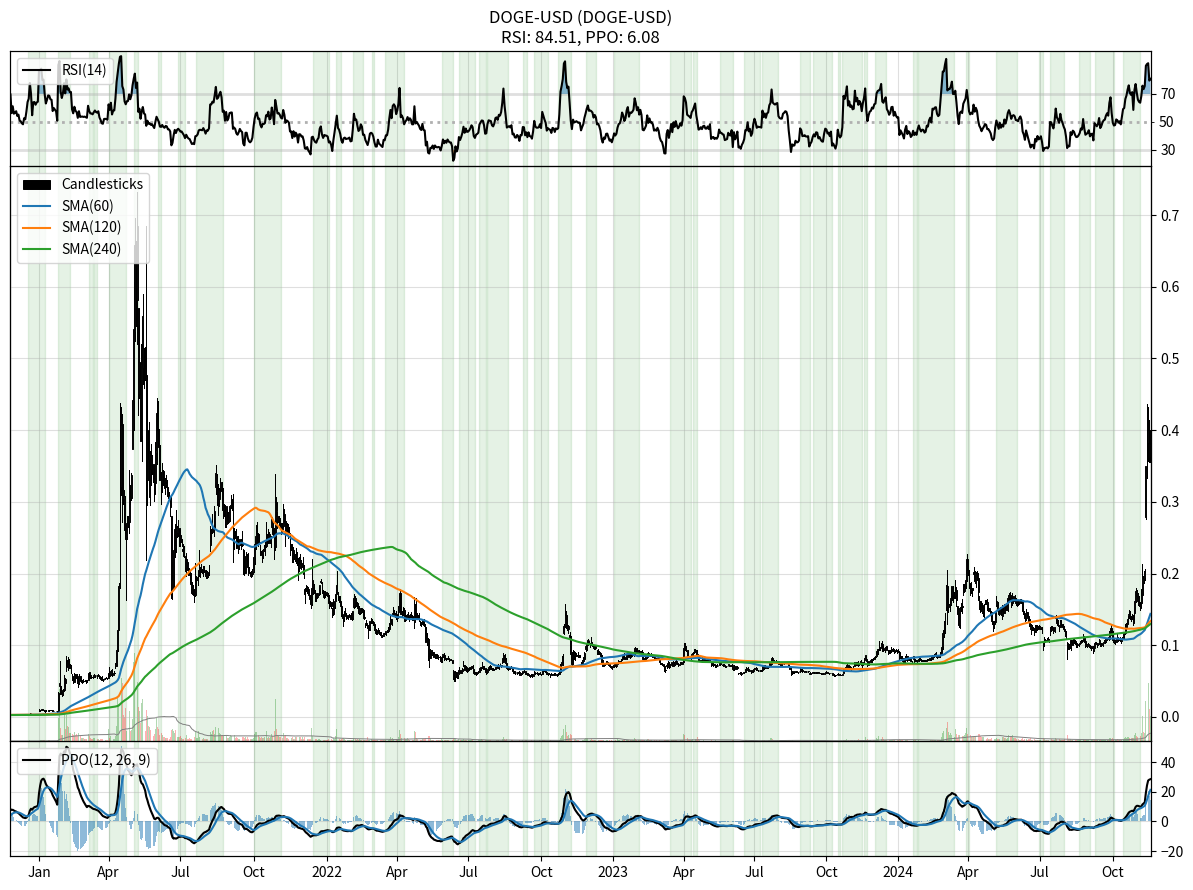 DOGE-USD (DOGE-USD)
RSI: 84.51, PPO: 6.08
RSI(14)
70
50
30
Candlesticks
SMA(60)
SMA(120)
SMA(240)
0.7
0.6
0.5
0.4
0.3
0.2
0.1
0.0
PPO(12, 26, 9)
40
20
0
−20
Jan Apr Jul Oct 2022 Apr Jul Oct 2023 Apr Jul Oct 2024 Apr Jul Oct